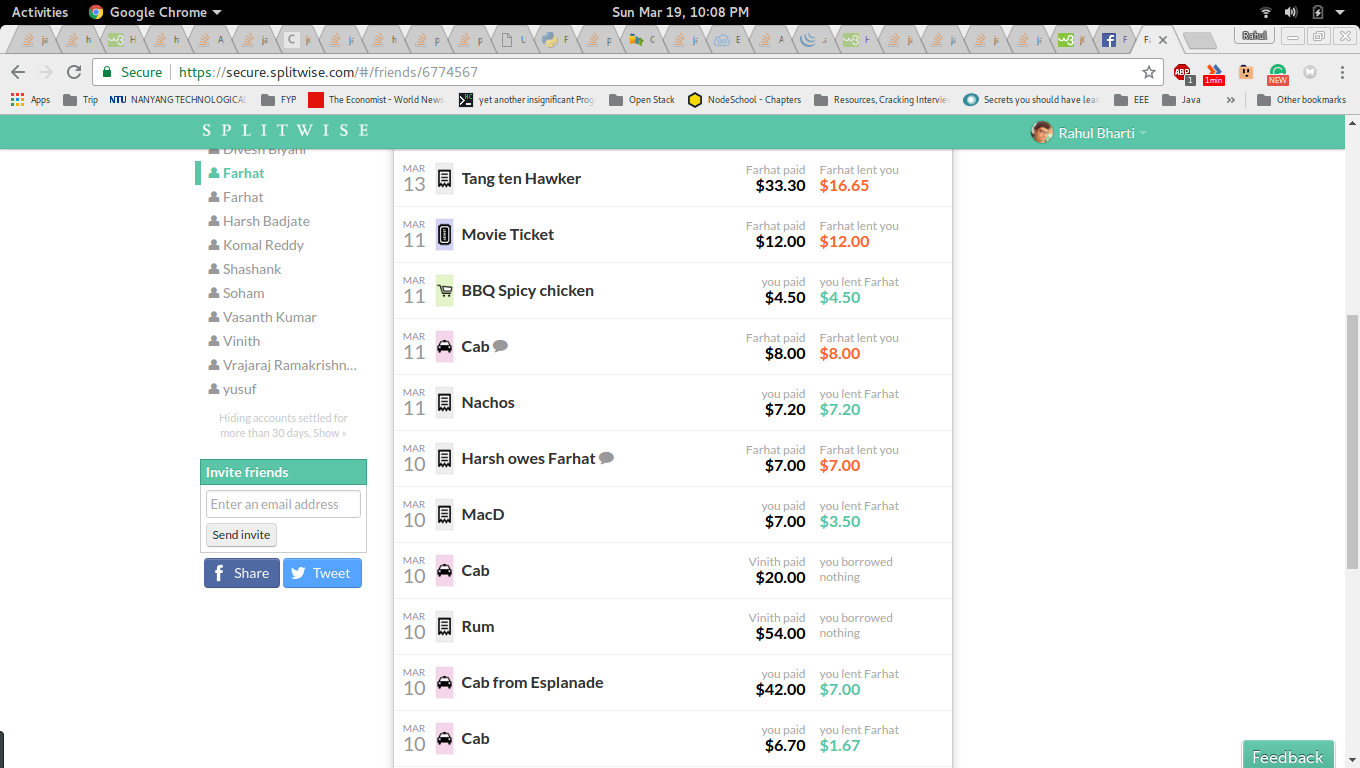 Activities Google Chrome Sun Mar 19, 10:08 PM
Rahul
Secure https://secure.splitwise.com/#/friends/6774567
ABP 1 1min NEW
Apps Trip NTU NANYANG TECHNOLOGICAL FYP The Economist - World News, yet another insignificant Prog Open Stack NodeSchool - Chapters Resources, Cracking Intervie Secrets you should have lea EEE Java » Other bookmarks
SPLITWISE Rahul Bharti
Divesh Biyani
Farhat
Farhat
Harsh Badjate
Komal Reddy
Shashank
Soham
Vasanth Kumar
Vinith
Vrajaraj Ramakrishn...
yusuf
Hiding accounts settled for
more than 30 days. Show »
Invite friends
Enter an email address
Send invite
Share Tweet
MAR 13 Tang ten Hawker Farhat paid $33.30 Farhat lent you $16.65
MAR 11 Movie Ticket Farhat paid $12.00 Farhat lent you $12.00
MAR 11 BBQ Spicy chicken you paid $4.50 you lent Farhat $4.50
MAR 11 Cab Farhat paid $8.00 Farhat lent you $8.00
MAR 11 Nachos you paid $7.20 you lent Farhat $7.20
MAR 10 Harsh owes Farhat Farhat paid $7.00 Farhat lent you $7.00
MAR 10 MacD you paid $7.00 you lent Farhat $3.50
MAR 10 Cab Vinith paid $20.00 you borrowed nothing
MAR 10 Rum Vinith paid $54.00 you borrowed nothing
MAR 10 Cab from Esplanade you paid $42.00 you lent Farhat $7.00
MAR 10 Cab you paid $6.70 you lent Farhat $1.67
Feedback